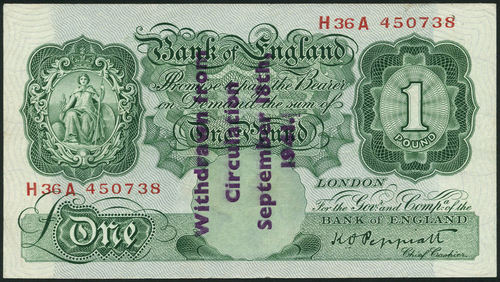 H36A 450738
Bank of England
Promise to pay the Bearer
on Demand the sum of
One Pound
1
POUND
H36A 450738
LONDON
For the Govr. and Compa. of the
BANK OF ENGLAND
K O Peppiatt
Chief Cashier.
£One
Withdrawn from
Circulation
September 18th,
1941.